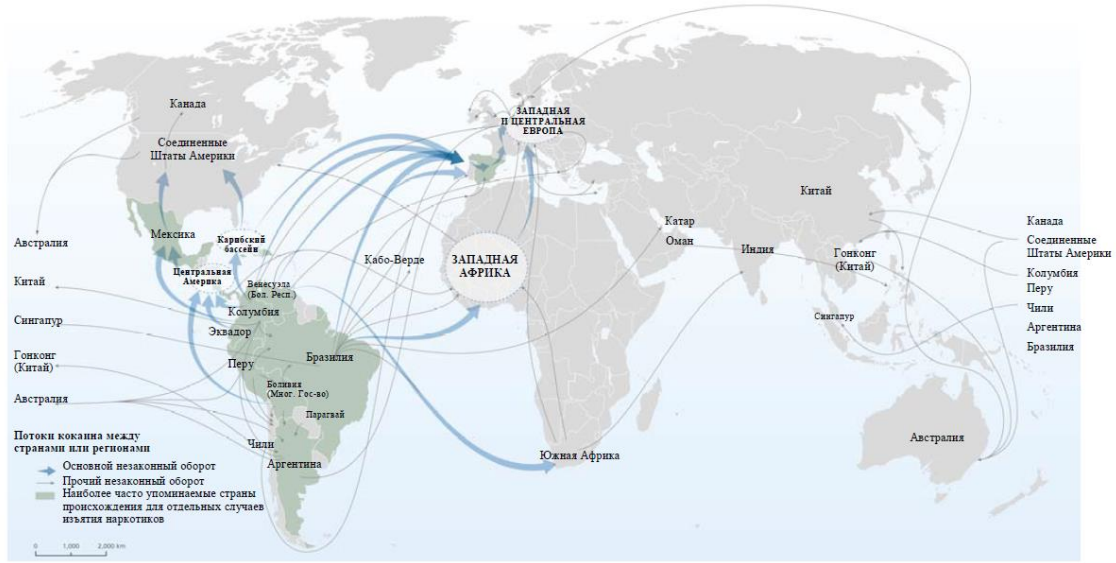 Канада
Соединенные
Штаты Америки
ЗАПАДНАЯ
И ЦЕНТРАЛЬНАЯ
ЕВРОПА
Китай
Австралия
Мексика
Карибский
бассейн
Кабо-Верде
ЗАПАДНАЯ
АФРИКА
Катар
Оман
Индия
Гонконг
(Китай)
Канада
Соединенные
Штаты Америки
Колумбия
Перу
Чили
Аргентина
Бразилия
Китай
Центральная
Америка
Венесуэла
(Бол. Респ.)
Колумбия
Сингапур
Сингапур
Эквадор
Гонконг
(Китай)
Перу
Бразилия
Австралия
Боливия
(Мног. Гос-во)
Парагвай
Чили
Аргентина
Южная Африка
Австралия
Потоки кокаина между
странами или регионами
Основной незаконный оборот
Прочий незаконный оборот
Наиболее часто упоминаемые страны
происхождения для отдельных случаев
изъятия наркотиков
0 1,000 2,000 km